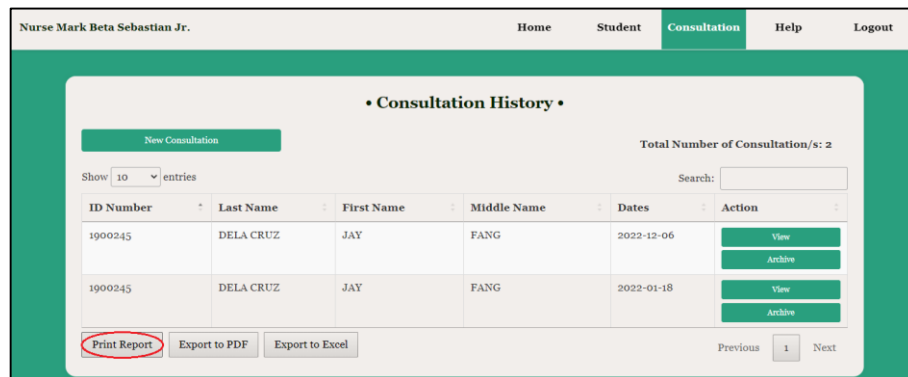 Nurse Mark Beta Sebastian Jr. Home Student Consultation Help Logout
• Consultation History •
New Consultation
Total Number of Consultation/s: 2
Show 10 entries
Search:
ID Number Last Name First Name Middle Name Dates Action
1900245 DELA CRUZ JAY FANG 2022-12-06 View
Archive
1900245 DELA CRUZ JAY FANG 2022-01-18 View
Archive
Print Report Export to PDF Export to Excel Previous 1 Next